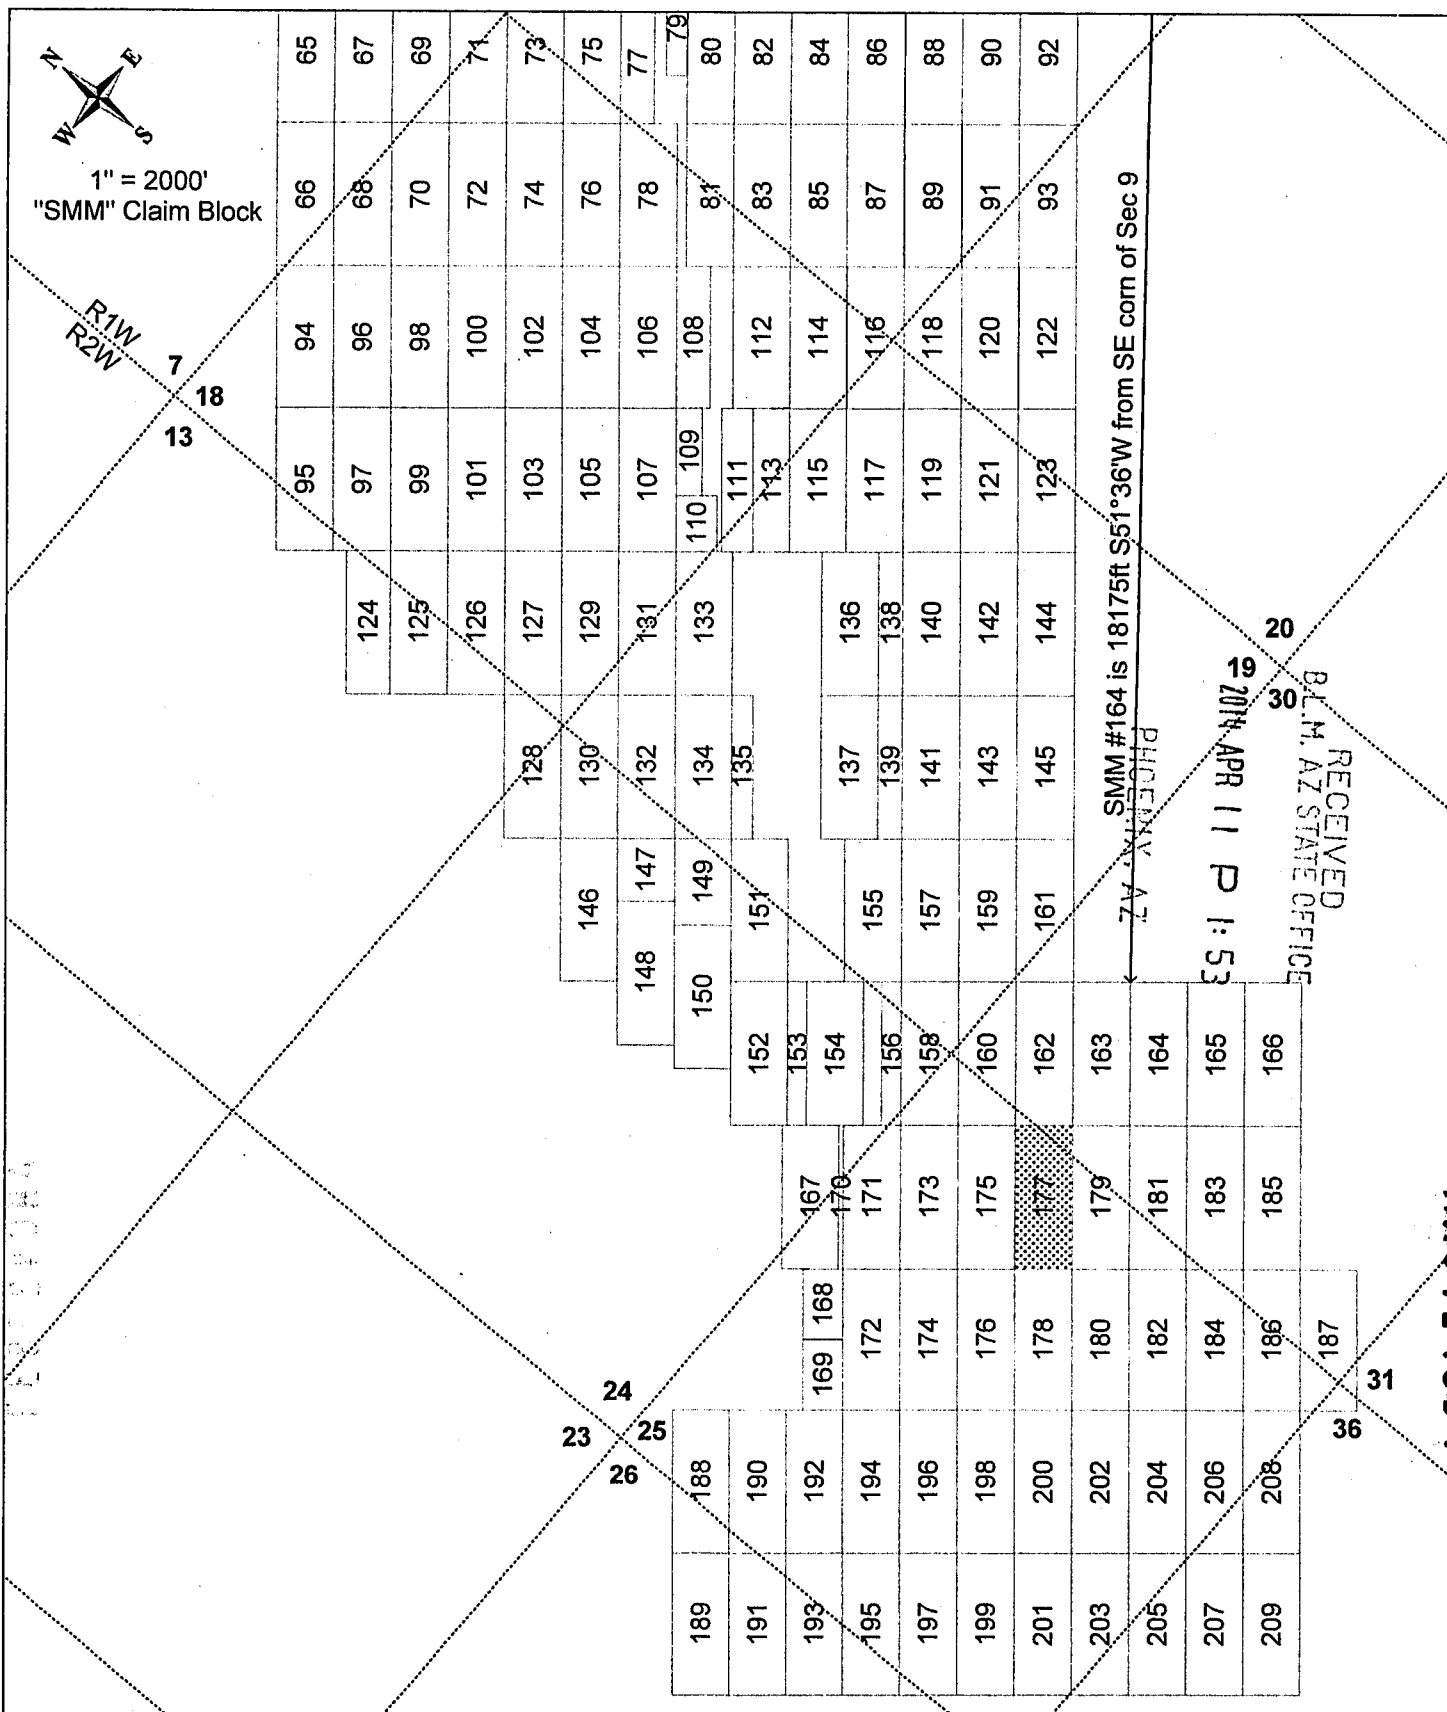 N
E
W
S
1" = 2000'
"SMM" Claim Block
R1W
R2W
7
18
13
65 67 69 71 73 75 77 79 80 82 84 86 88 90 92
66 68 70 72 74 76 78 81 83 85 87 89 91 93
94 96 98 100 102 104 106 108 112 114 116 118 120 122
95 97 99 101 103 105 107 109 111 113 115 117 119 121 123
110
124 125 126 127 129 131 133 136 138 140 142 144
128 130 132 134 135 137 139 141 143 145
146 147 149 151 155 157 159 161
148 150
152 153 154 156 158 160 162 163 164 165 166
167 170 171 173 175 177 179 181 183 185
168
169
172 174 176 178 180 182 184 186 187
188 190 192 194 196 198 200 202 204 206 208
189 191 193 195 197 199 201 203 205 207 209
SMM #164 is 18175ft S51°36'W from SE corn of Sec 9
20
19
30
24
23
25
26
31
36
RECEIVED
B.L.M. AZ STATE OFFICE
2014 APR 11 P 1:53
PHOENIX, AZ